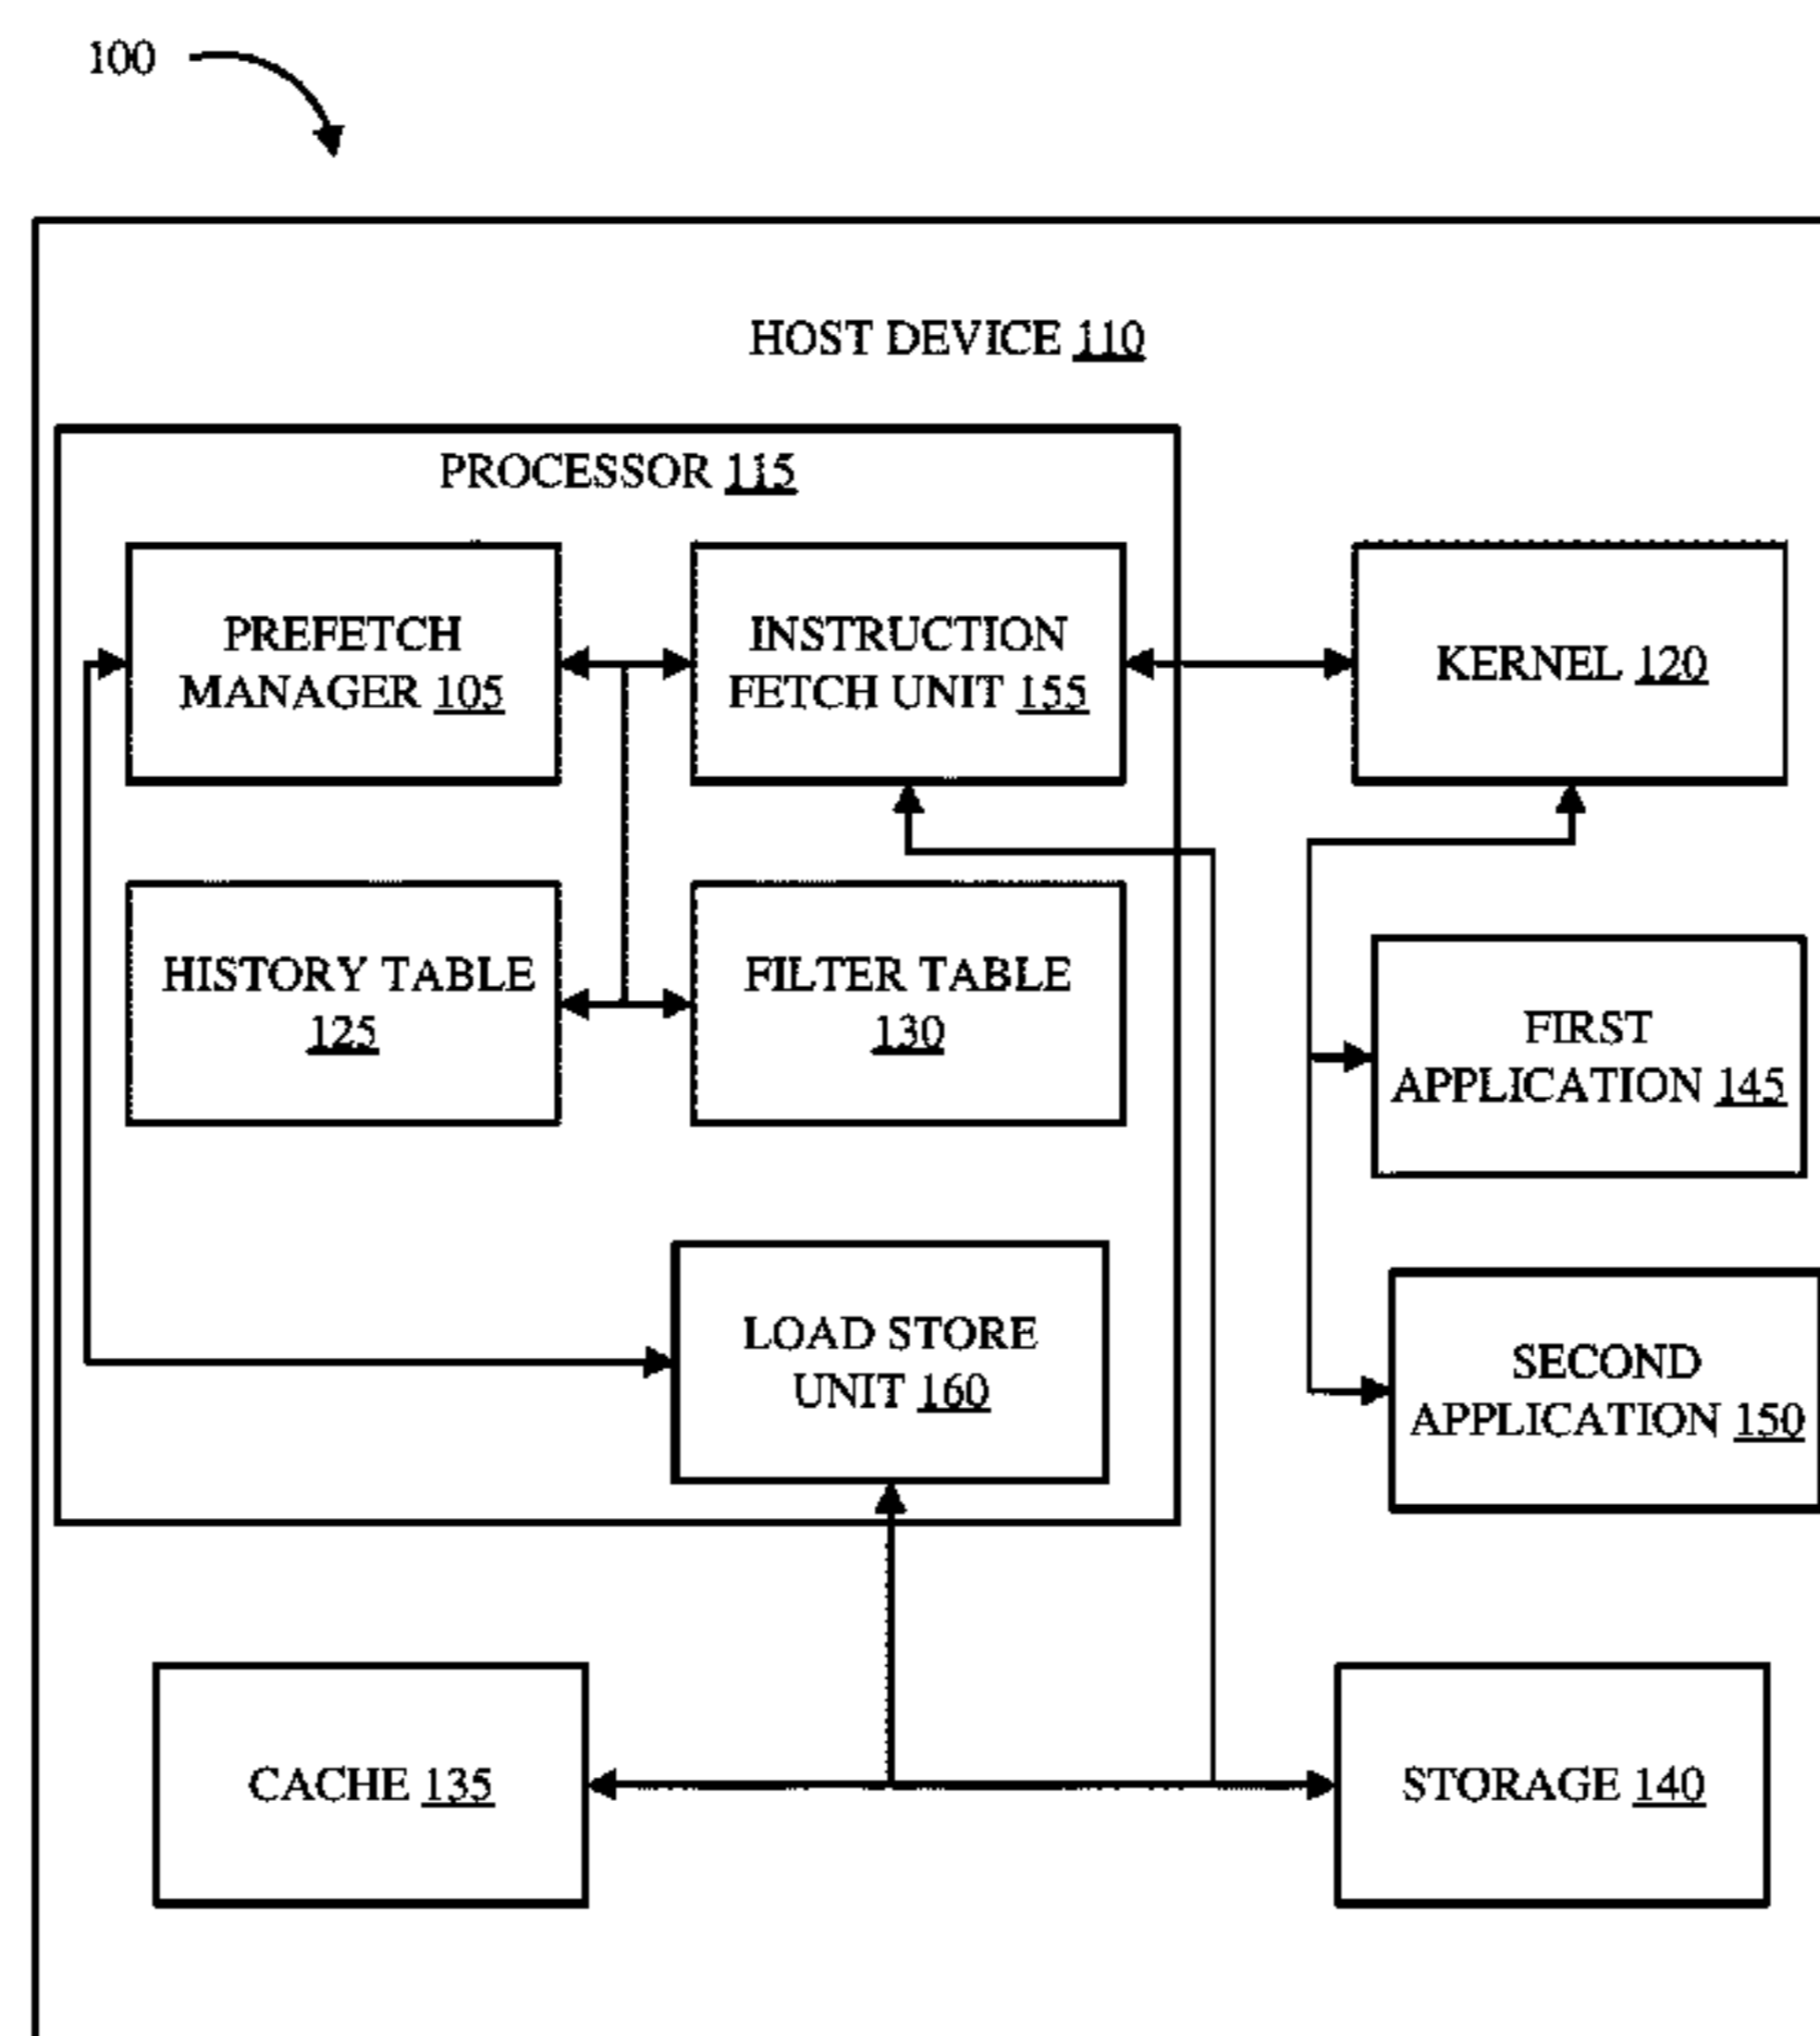 100
HOST DEVICE 110
PROCESSOR 115
PREFETCH
MANAGER 105
INSTRUCTION
FETCH UNIT 155
KERNEL 120
HISTORY TABLE
125
FILTER TABLE
130
FIRST
APPLICATION 145
LOAD STORE
UNIT 160
SECOND
APPLICATION 150
CACHE 135
STORAGE 140